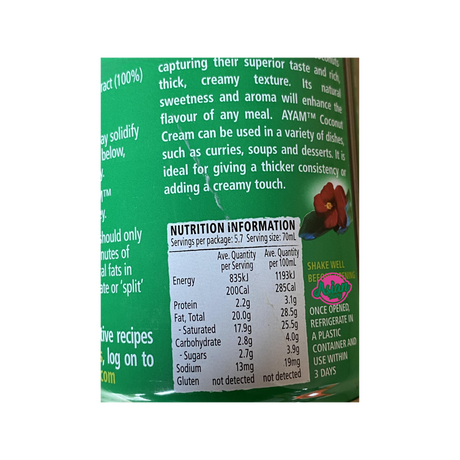 capturing their superior taste and rich,
thick, creamy texture. Its natural
sweetness and aroma will enhance the
flavour of any meal. AYAM™ Coconut
Cream can be used in a variety of dishes,
such as curries, soups and desserts. It is
ideal for giving a thicker consistency or
adding a creamy touch.
ract (100%)
ay solidify
below,
y.
TM
ey.
hould only
nutes of
al fats in
ate or 'split'
tive recipes
, log on to
.com
NUTRITION INFORMATION
Servings per package: 5.7 Serving size: 70mL
Ave. Quantity per Serving Ave. Quantity per 100mL
Energy 835kJ 1193kJ
200Cal 285Cal
Protein 2.2g 3.1g
Fat, Total 20.0g 28.5g
- Saturated 17.9g 25.5g
Carbohydrate 2.8g 4.0g
- Sugars 2.7g 3.9g
Sodium 13mg 19mg
Gluten not detected not detected
SHAKE WELL
ONCE OPENED,
REFRIGERATE IN
A PLASTIC
CONTAINER AND
USE WITHIN
3 DAYS